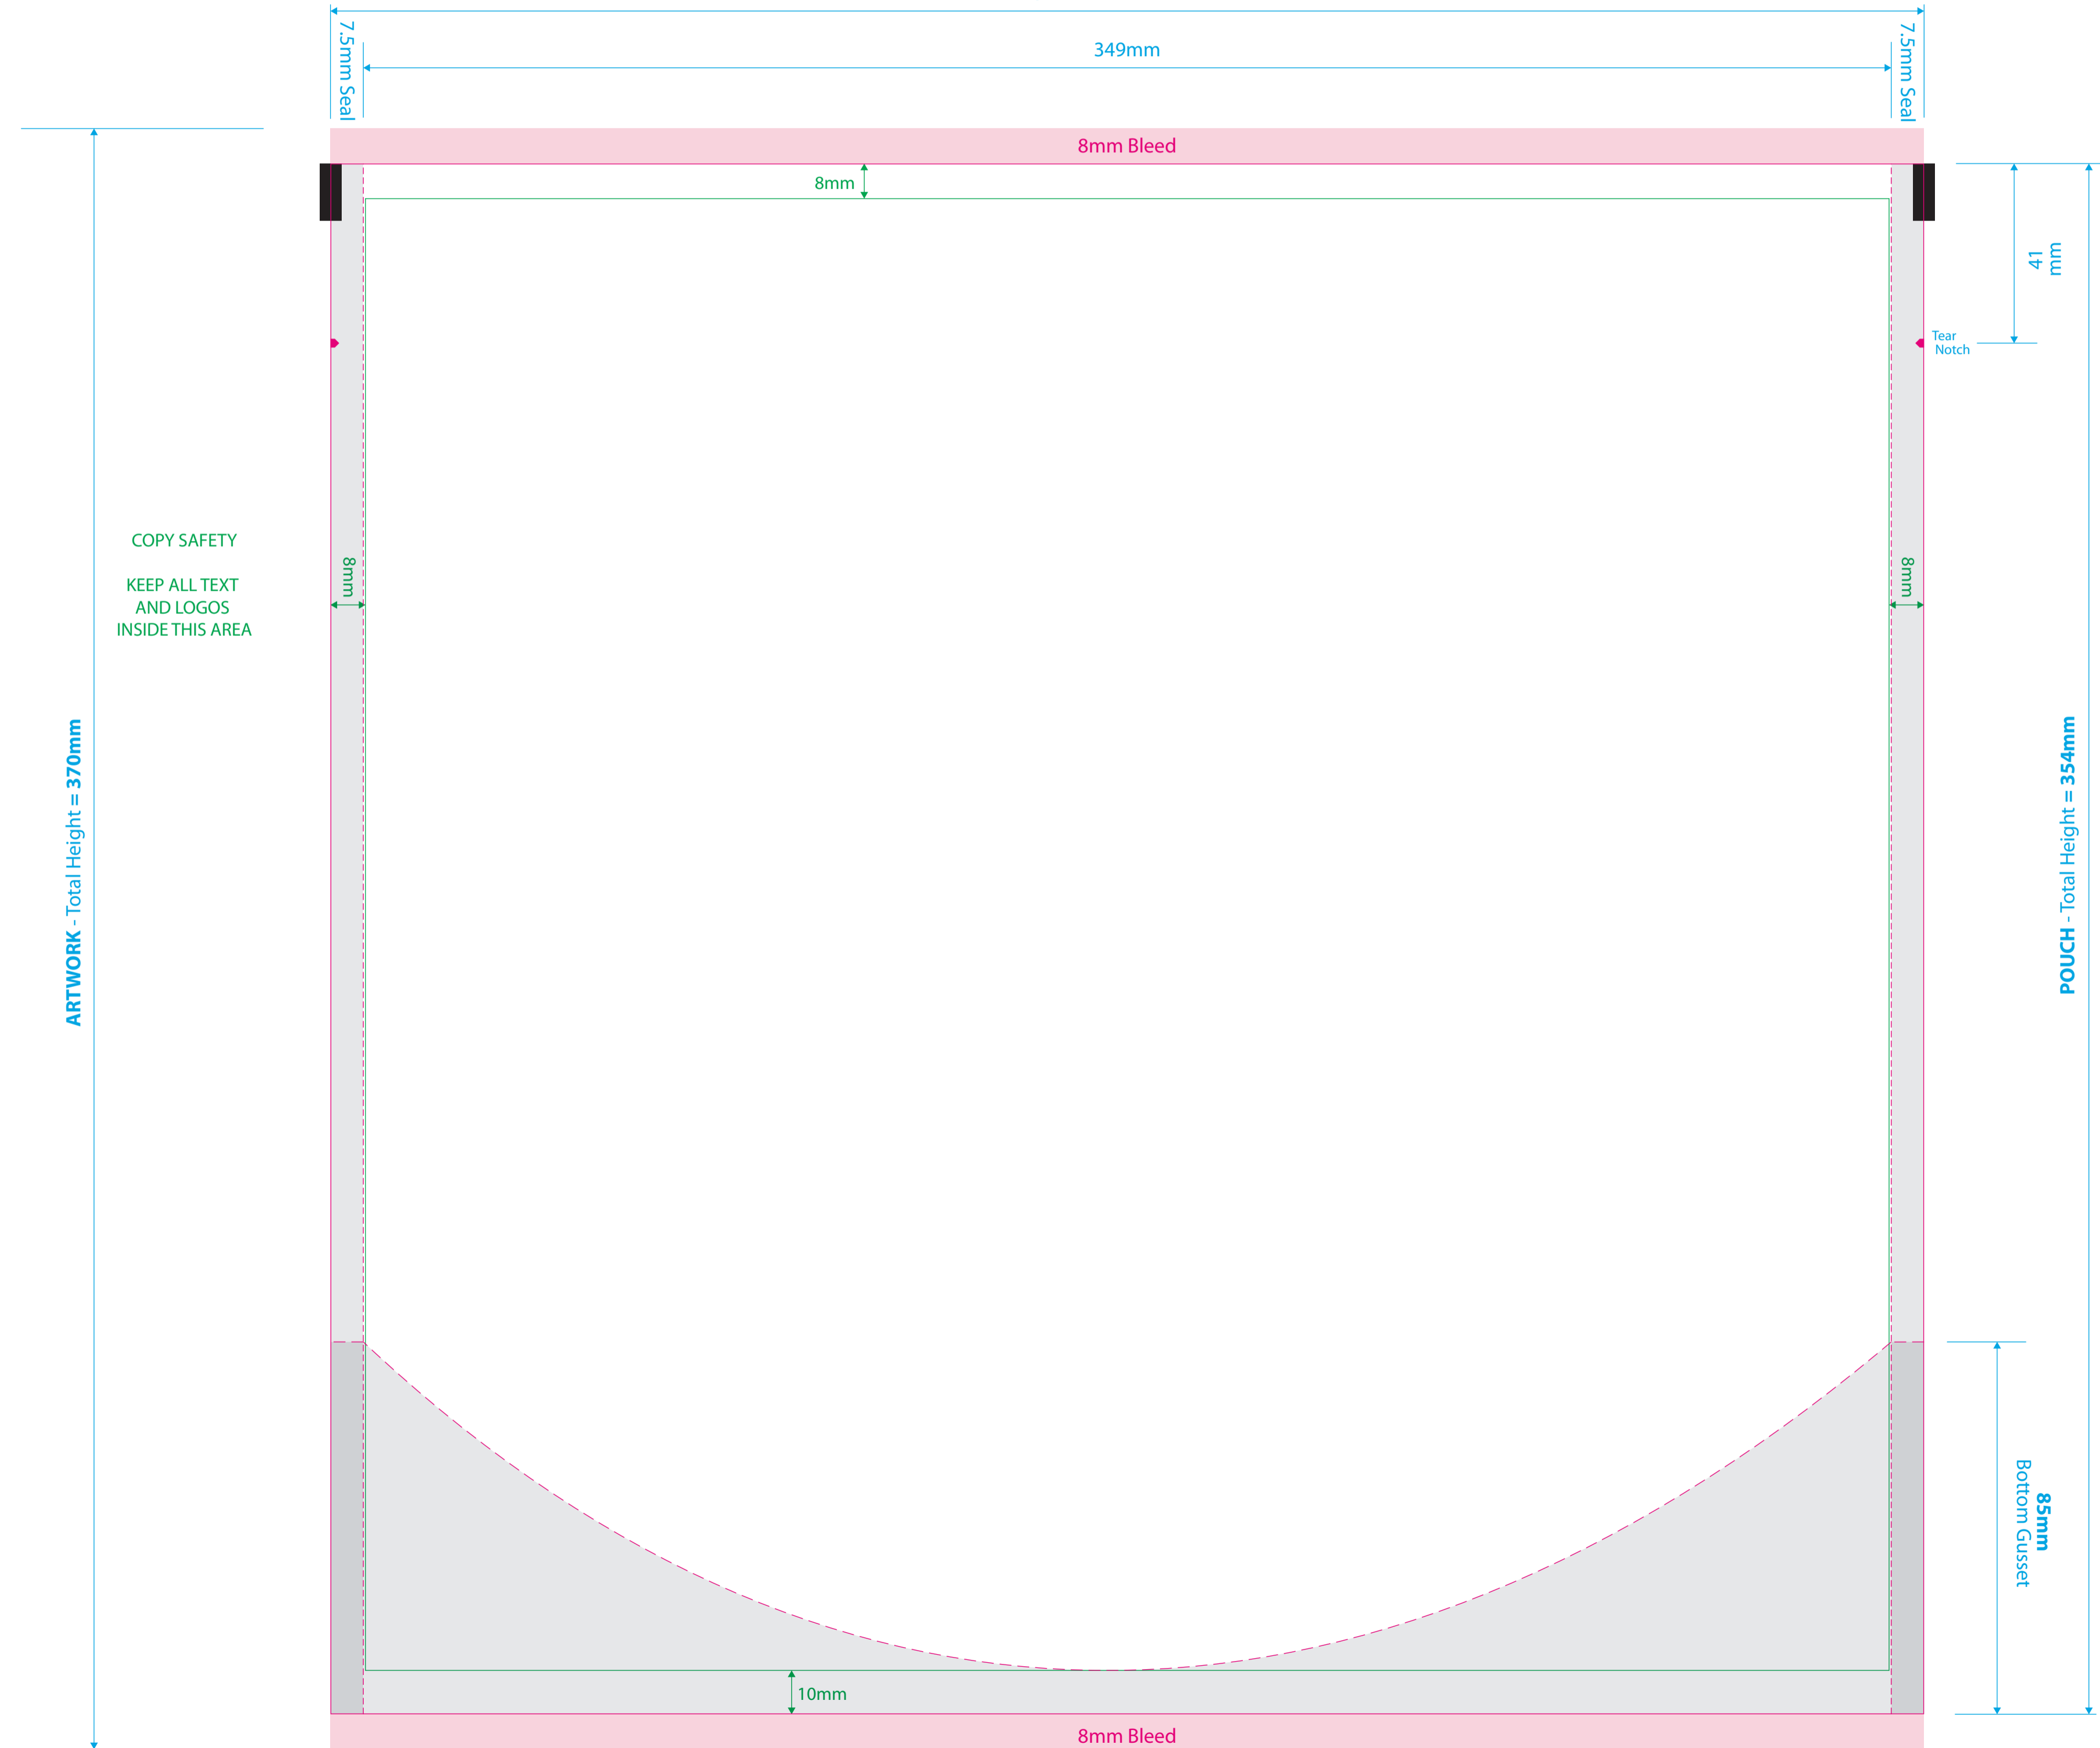 7.5mm Seal
349mm
7.5mm Seal
8mm Bleed
8mm
41
mm
Tear
Notch
COPY SAFETY
KEEP ALL TEXT
AND LOGOS
INSIDE THIS AREA
8mm
8mm
ARTWORK - Total Height = 370mm
POUCH - Total Height = 354mm
85mm
Bottom Gusset
10mm
8mm Bleed